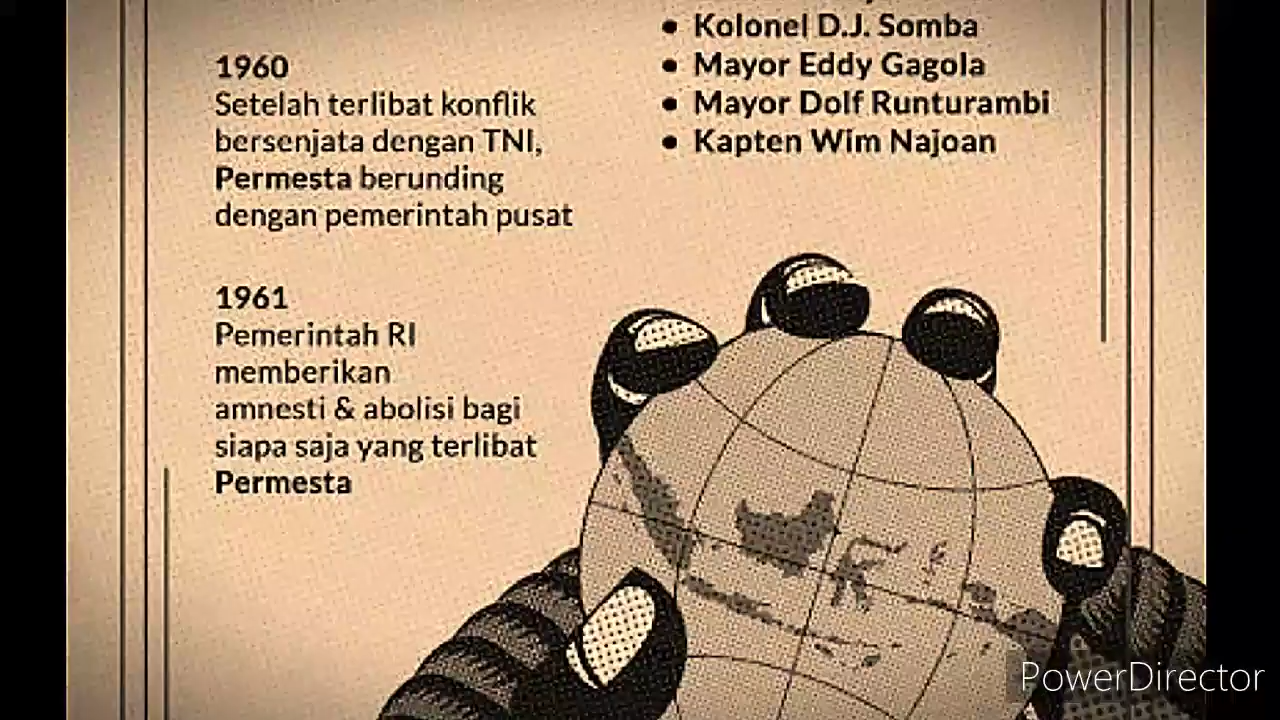 1960
Setelah terlibat konflik
bersenjata dengan TNI,
Permesta berunding
dengan pemerintah pusat
1961
Pemerintah RI
memberikan
amnesti & abolisi bagi
siapa saja yang terlibat
Permesta
• Kolonel D.J. Somba
• Mayor Eddy Gagola
• Mayor Dolf Runturambi
• Kapten Wim Najoan
PowerDirector